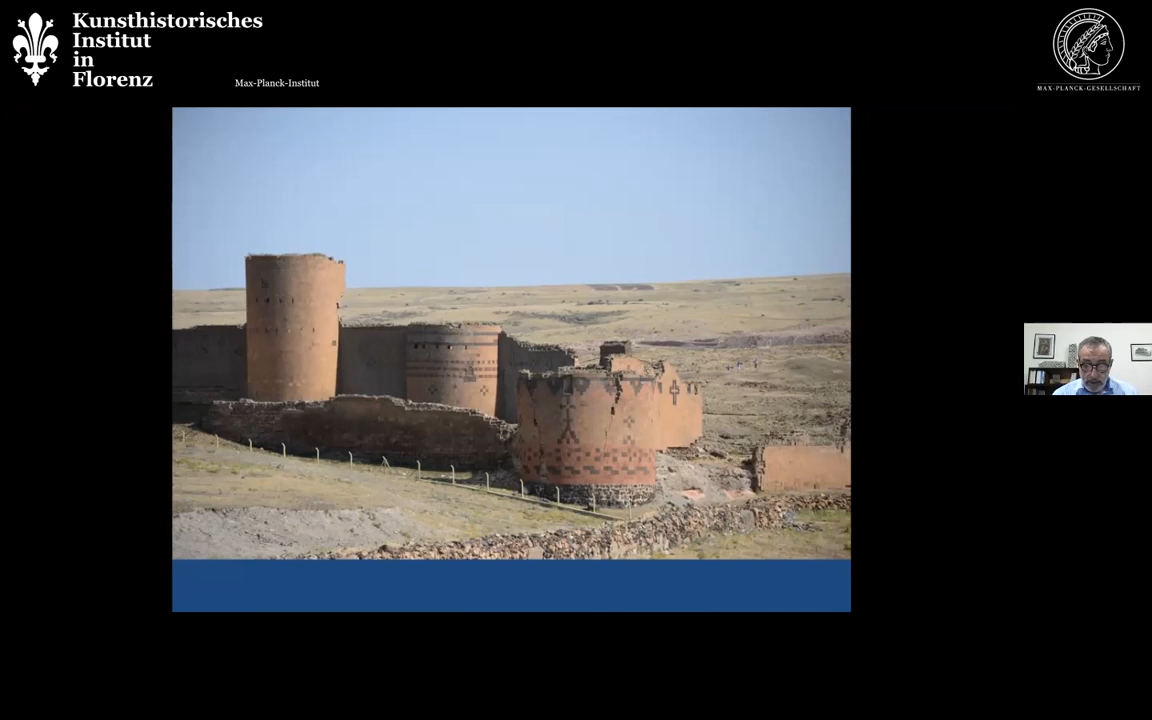 Kunsthistorisches
Institut
in
Florenz
Max-Planck-Institut
MAX-PLANCK-GESELLSCHAFT